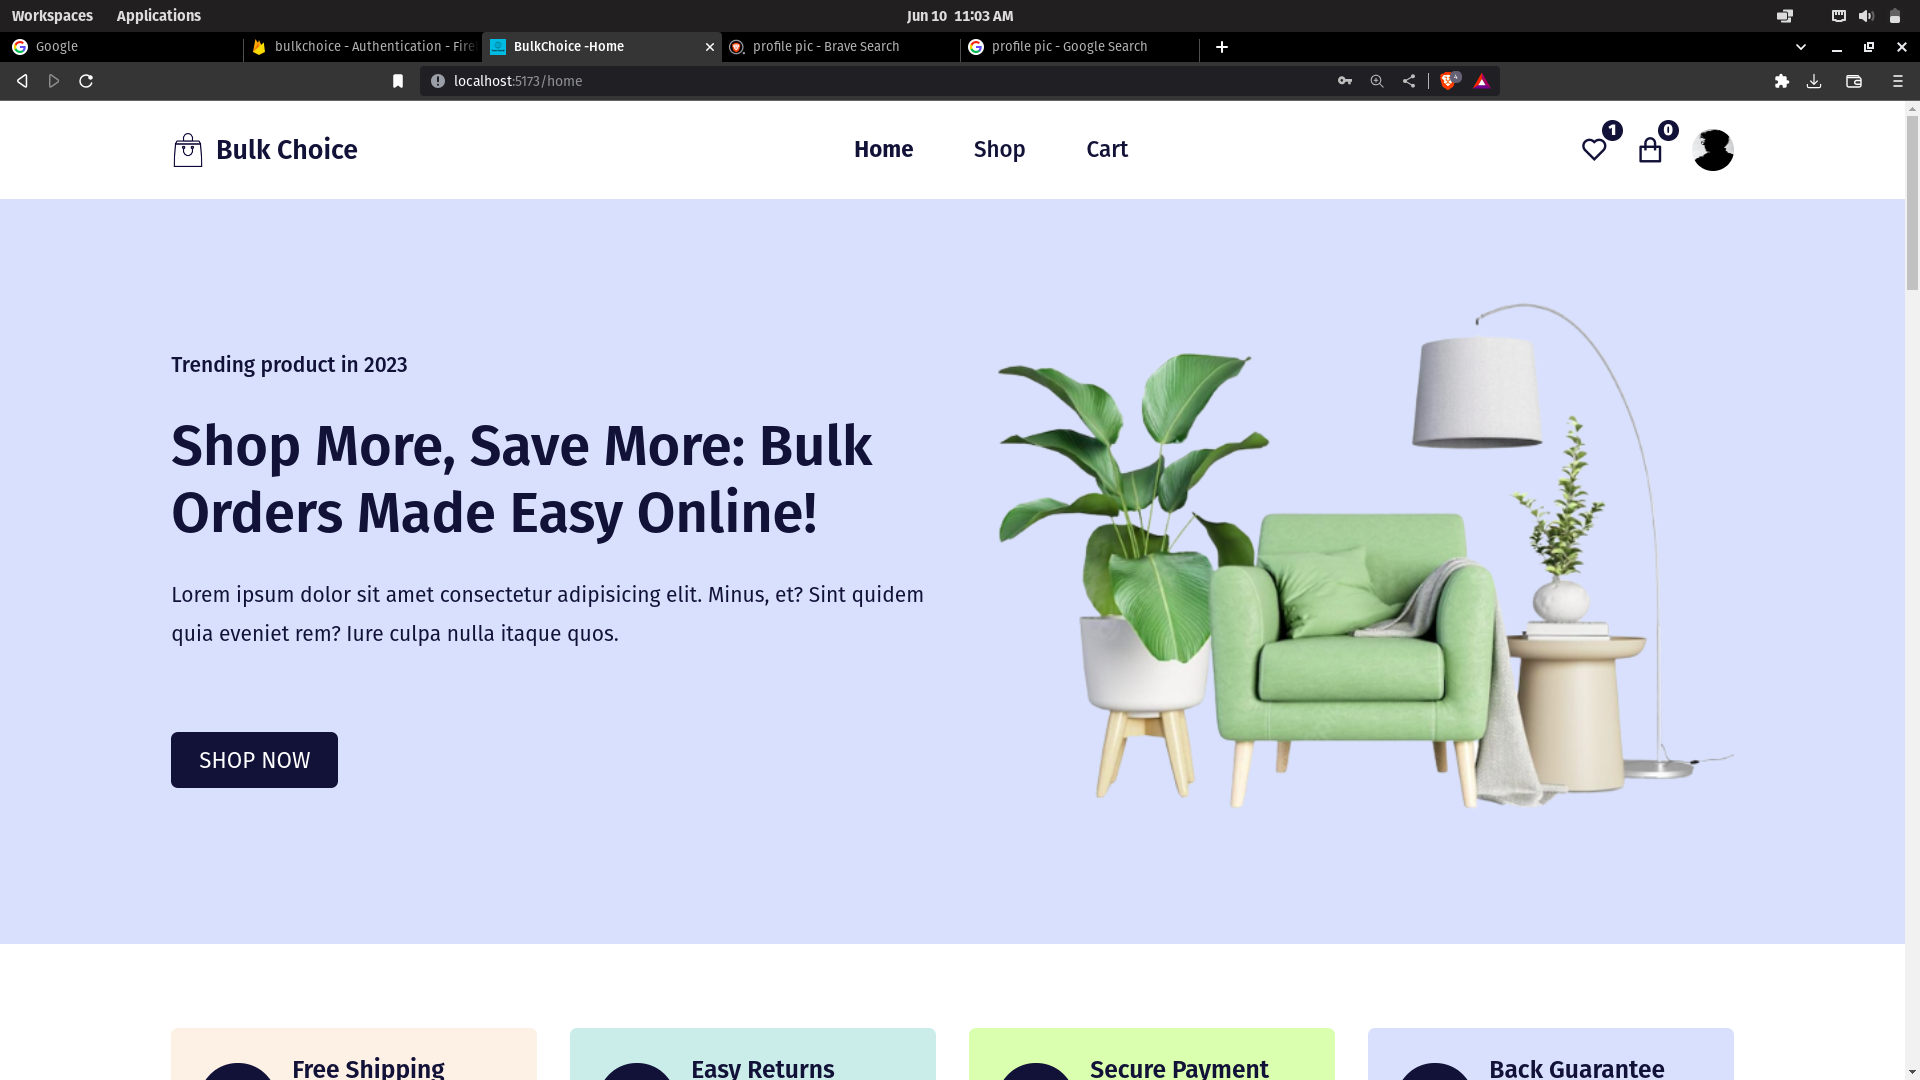 Workspaces Applications Jun 10 11:03 AM
Google bulkchoice - Authentication - Fire BulkChoice -Home profile pic - Brave Search profile pic - Google Search
localhost:5173/home 4
Bulk Choice Home Shop Cart 1 0
Trending product in 2023
Shop More, Save More: Bulk
Orders Made Easy Online!
Lorem ipsum dolor sit amet consectetur adipisicing elit. Minus, et? Sint quidem
quia eveniet rem? Iure culpa nulla itaque quos.
SHOP NOW
Free Shipping Easy Returns Secure Payment Back Guarantee